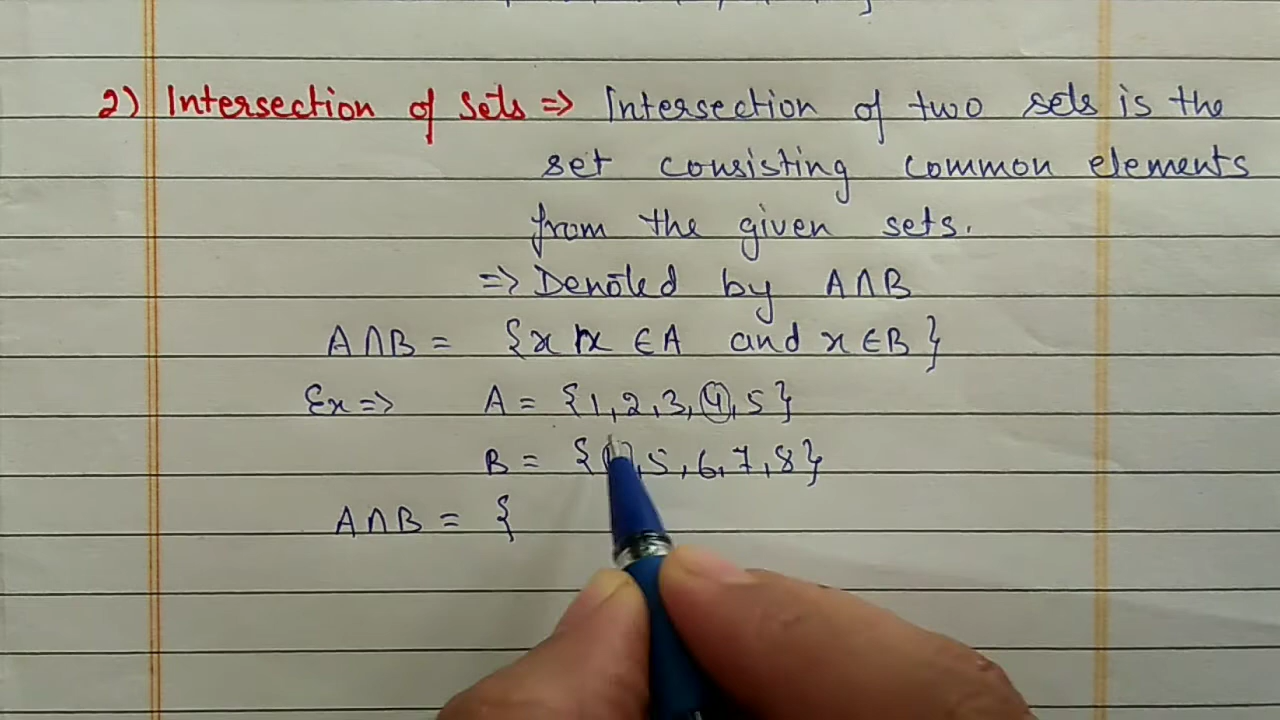 2) Intersection of Sets => Intersection of two sets is the
set consisting common elements
from the given sets.
=> Denoted by A∩B
A∩B = {x | x ∈ A and x ∈ B}
Ex => A = {1, 2, 3, 4, 5}
B = { , 5, 6, 7, 8}
A∩B = {